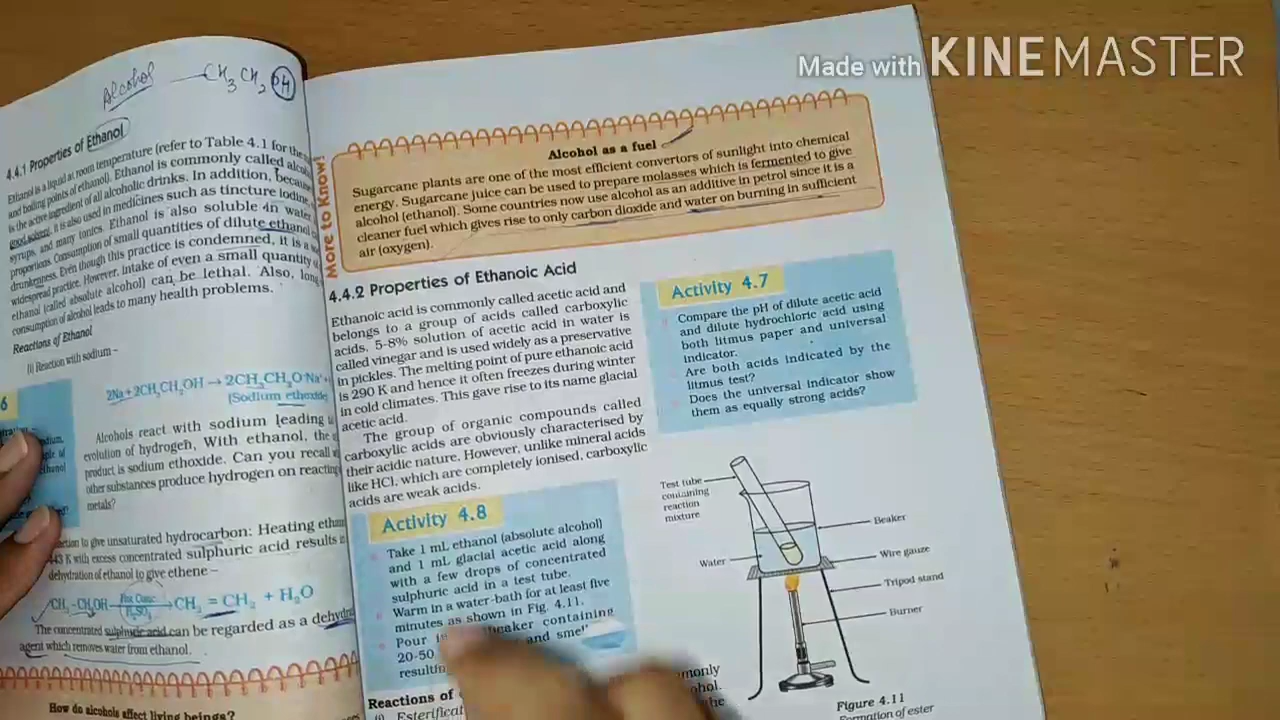 Made with KINEMASTER
Alcohol CH3CH2OH
4.4.1 Properties of Ethanol
Ethanol is a liquid at room temperature (refer to Table 4.1 for the
and boiling points of ethanol). Ethanol is commonly called
is the active ingredient of all alcoholic drinks. In addition,
good solvent, it is also used in medicines such as tincture iodine,
syrups, and many tonics. Ethanol is also soluble in water
proportions. Consumption of small quantities of dilute ethanol
drunkenness. Even though this practice is condemned, it is a
widespread practice. However, intake of even a small quantity
ethanol (called absolute alcohol) can be lethal. Also, long
consumption of alcohol leads to many health problems.
Reactions of Ethanol
(i) Reaction with sodium –
2Na + 2CH3CH2OH → 2CH3CH2O-Na+
(Sodium ethoxide)
Alcohols react with sodium leading
evolution of hydrogen. With ethanol, the
product is sodium ethoxide. Can you recall
other substances produce hydrogen on reacting
metals?
to give unsaturated hydrocarbon: Heating
443 K with excess concentrated sulphuric acid results
dehydration of ethanol to give ethene –
CH3-CH2OH Hot Conc. H2SO4 → CH2 = CH2 + H2O
The concentrated sulphuric acid can be regarded as a
agent which removes water from ethanol.
How do alcohols affect living beings?
6
More to Know!
Alcohol as a fuel
Sugarcane plants are one of the most efficient convertors of sunlight into chemical
energy. Sugarcane juice can be used to prepare molasses which is fermented to give
alcohol (ethanol). Some countries now use alcohol as an additive in petrol since it is a
cleaner fuel which gives rise to only carbon dioxide and water on burning in sufficient
air (oxygen).
4.4.2 Properties of Ethanoic Acid
Ethanoic acid is commonly called acetic acid and
belongs to a group of acids called carboxylic
acids. 5-8% solution of acetic acid in water is
called vinegar and is used widely as a preservative
in pickles. The melting point of pure ethanoic acid
is 290 K and hence it often freezes during winter
in cold climates. This gave rise to its name glacial
acetic acid.
The group of organic compounds called
carboxylic acids are obviously characterised by
their acidic nature. However, unlike mineral acids
like HCl, which are completely ionised, carboxylic
acids are weak acids.
Activity 4.7
Compare the pH of dilute acetic acid
and dilute hydrochloric acid using
both litmus paper and universal
indicator.
Are both acids indicated by the
litmus test?
Does the universal indicator show
them as equally strong acids?
Activity 4.8
Take 1 mL ethanol (absolute alcohol)
and 1 mL glacial acetic acid along
with a few drops of concentrated
sulphuric acid in a test tube.
Warm in a water-bath for at least five
minutes as shown in Fig. 4.11.
Pour beaker containing
20-50 and smell
Reactions of
(i)
Test tube
containing
reaction
mixture
Beaker
Water
Wire gauze
Tripod stand
Burner
Figure 4.11
Formation of ester